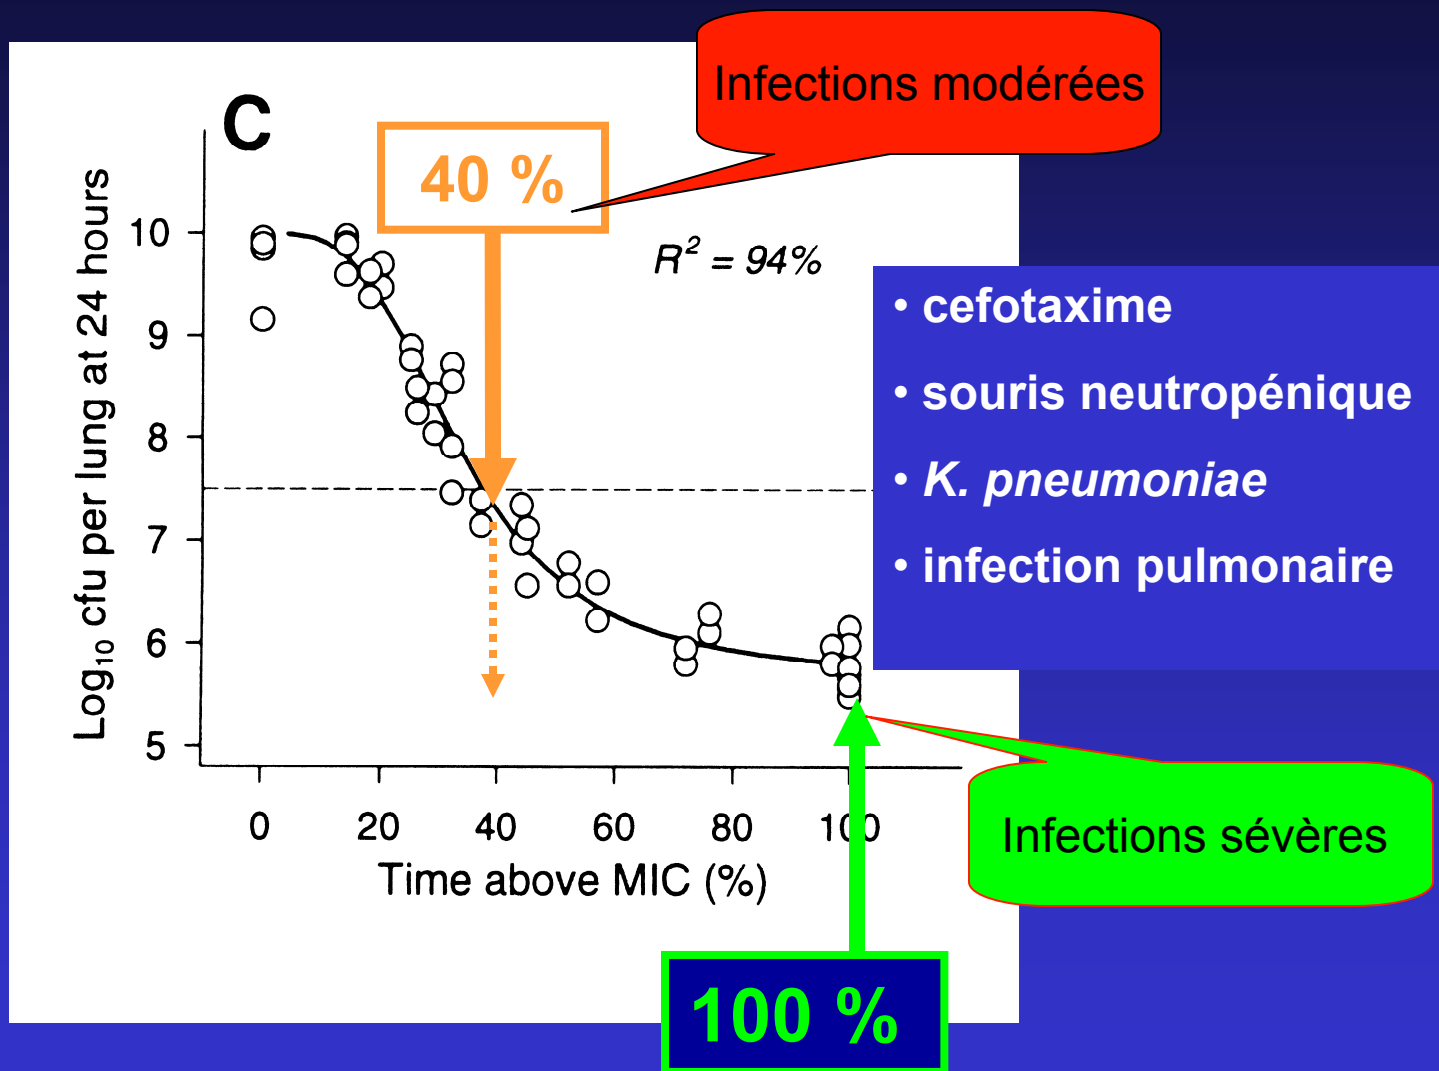 Infections modérées
C
40 %
R² = 94%
Log₁₀ cfu per lung at 24 hours
10
9
8
7
6
5
• cefotaxime
• souris neutropénique
• K. pneumoniae
• infection pulmonaire
0 20 40 60 80 100
Time above MIC (%)
Infections sévères
100 %